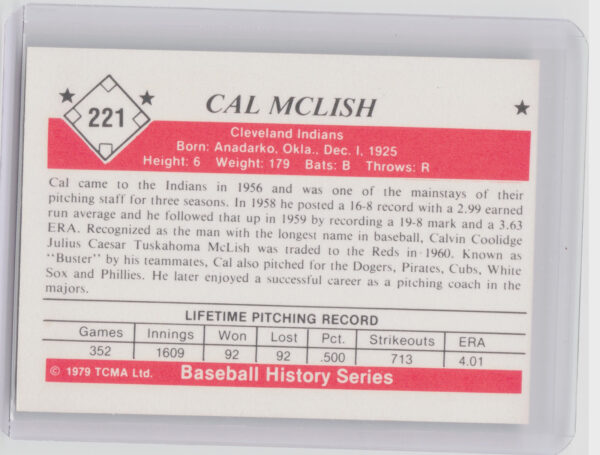 221
CAL MCLISH
Cleveland Indians
Born: Anadarko, Okla., Dec. 1, 1925
Height: 6 Weight: 179 Bats: B Throws: R
Cal came to the Indians in 1956 and was one of the mainstays of their
pitching staff for three seasons. In 1958 he posted a 16-8 record with a 2.99 earned
run average and he followed that up in 1959 by recording a 19-8 mark and a 3.63
ERA. Recognized as the man with the longest name in baseball, Calvin Coolidge
Julius Caesar Tuskahoma McLish was traded to the Reds in 1960. Known as
"Buster" by his teammates, Cal also pitched for the Dogers, Pirates, Cubs, White
Sox and Phillies. He later enjoyed a successful career as a pitching coach in the
majors.
LIFETIME PITCHING RECORD
Games Innings Won Lost Pct. Strikeouts ERA
352 1609 92 92 .500 713 4.01
© 1979 TCMA Ltd. Baseball History Series